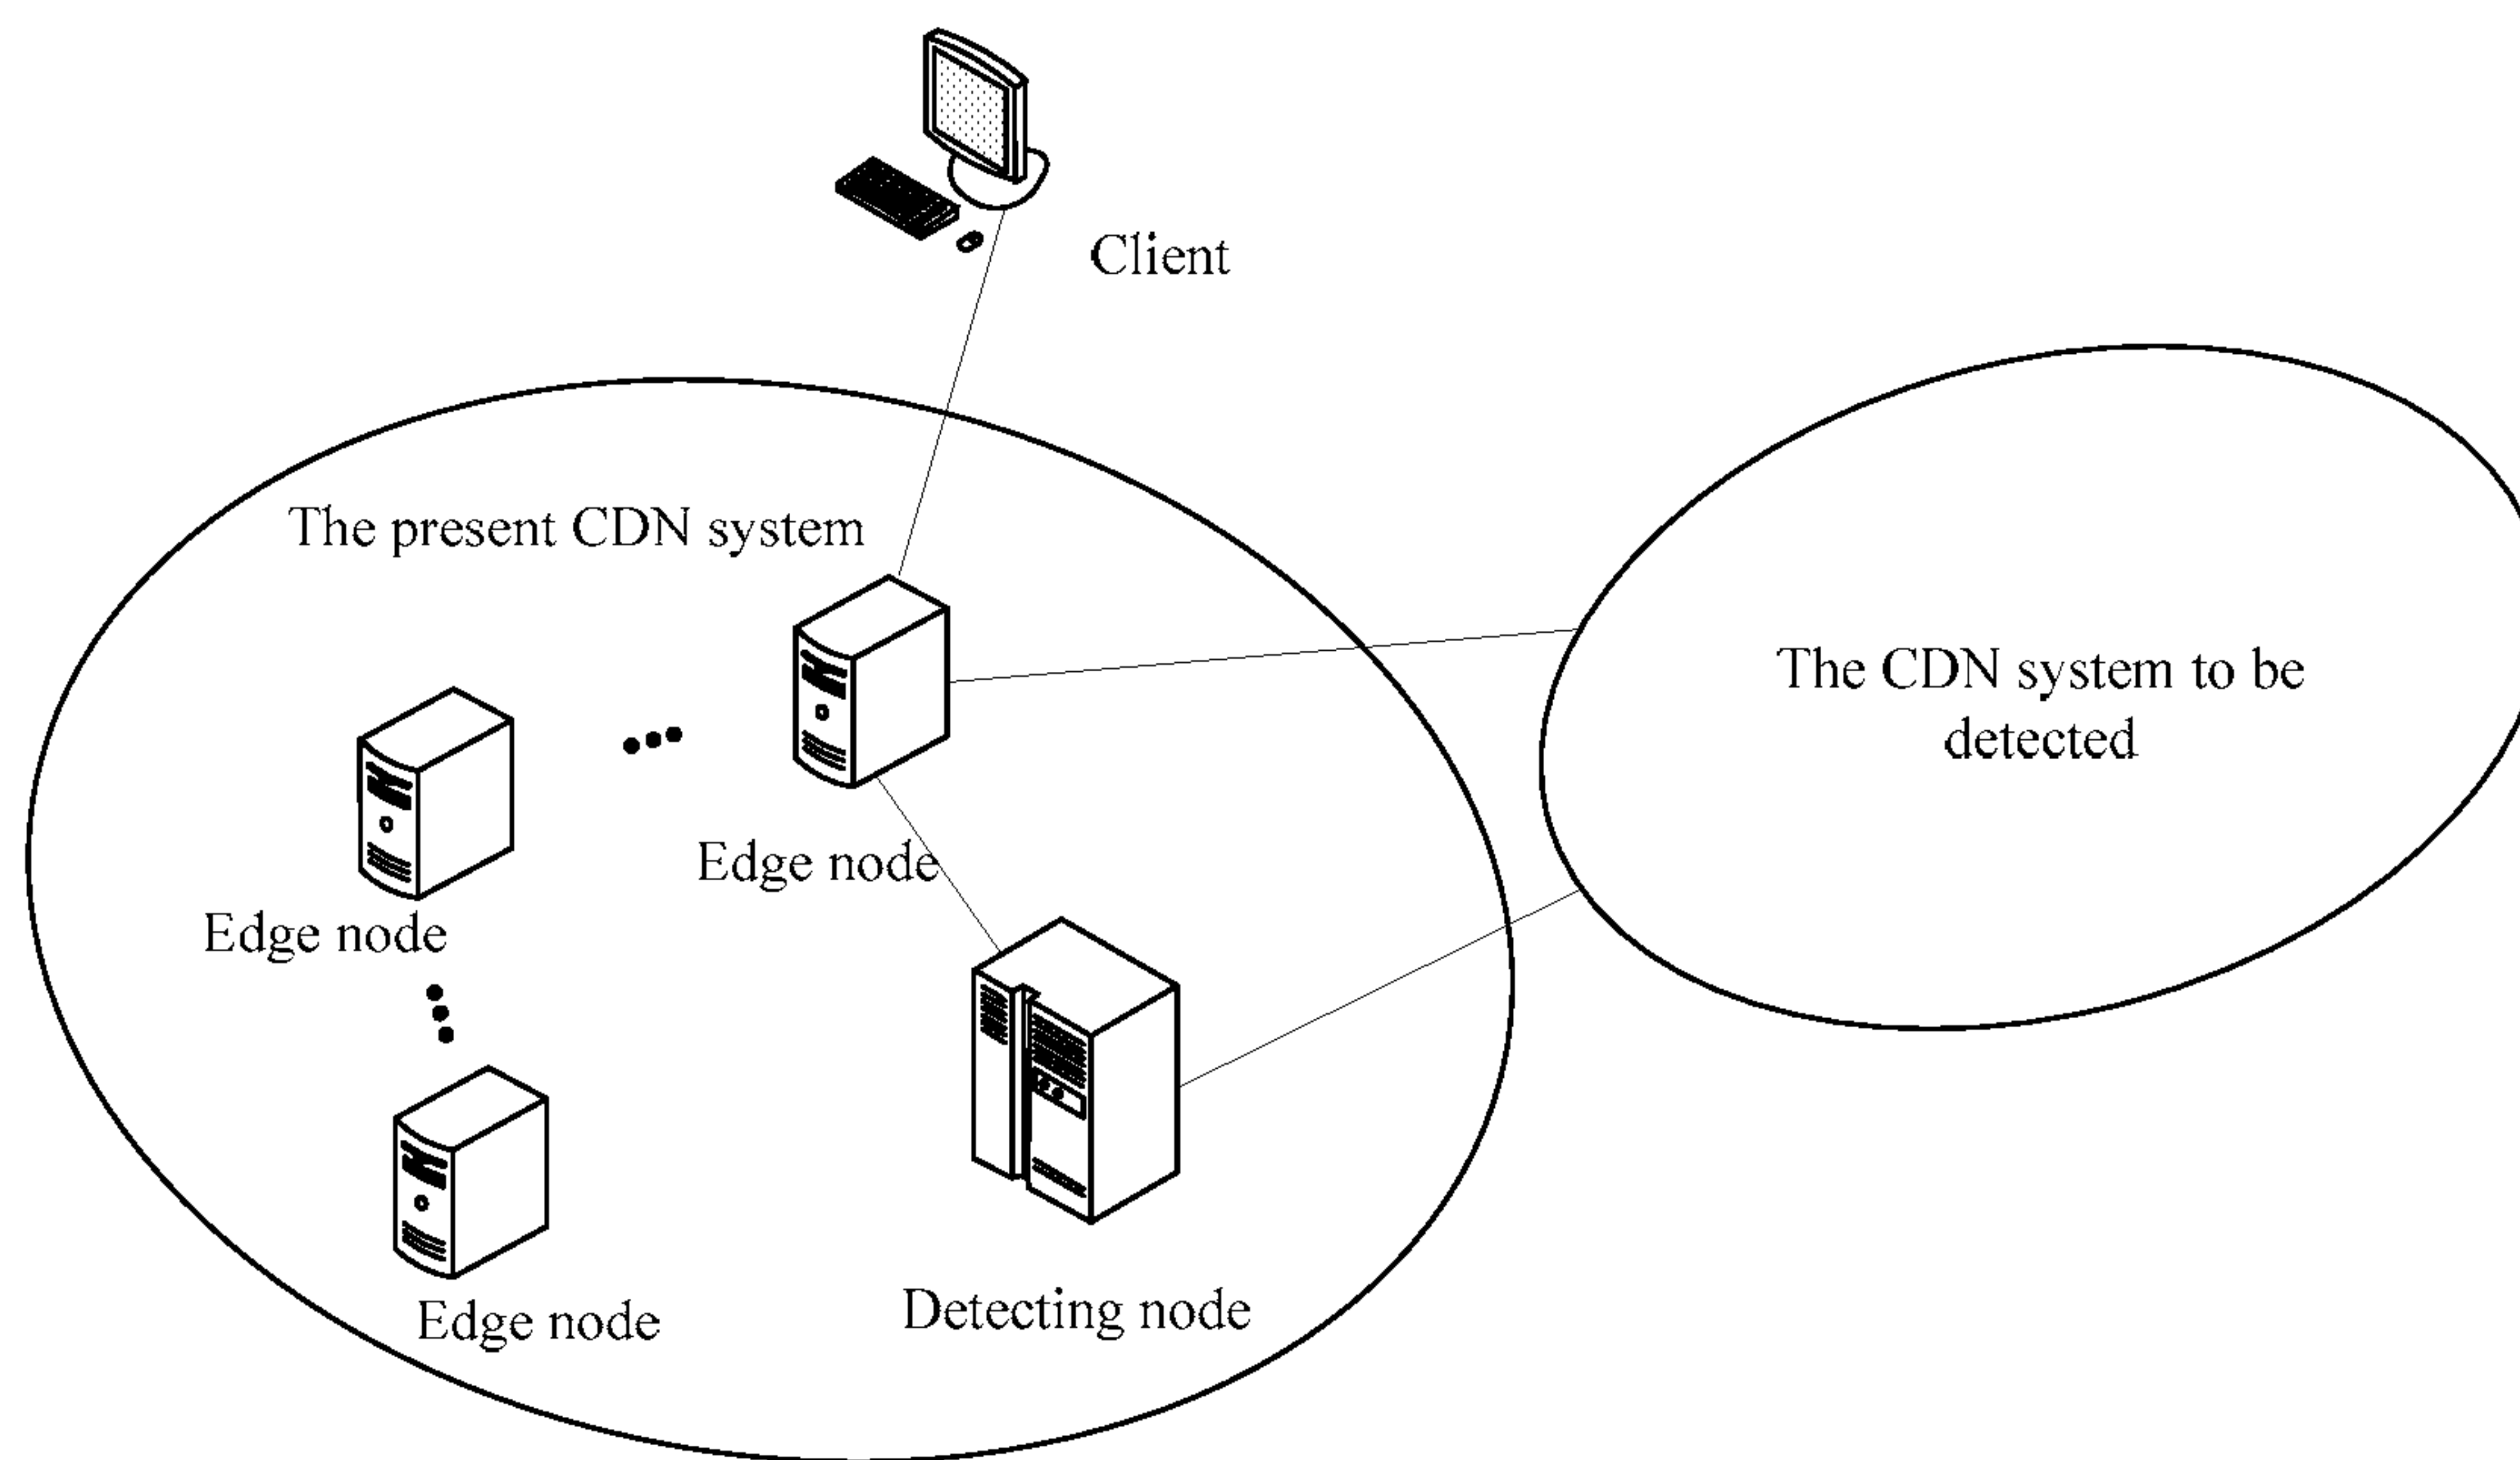 Client
The present CDN system
The CDN system to be
detected
Edge node
Edge node
Edge node
Detecting node